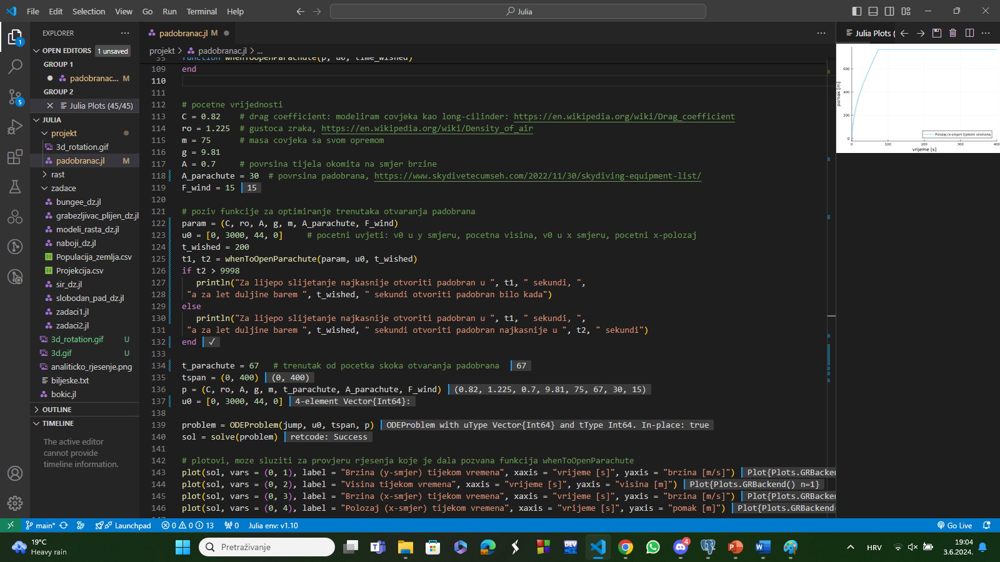 File Edit Selection View Go Run Terminal Help
Julia
EXPLORER
OPEN EDITORS 1 unsaved
GROUP 1
padobranac... M
GROUP 2
Julia Plots (45/45)
JULIA
projekt
3d_rotation.gif
padobranac.jl M
rast
zadace
bungee_dz.jl
grabezljivac_plijen_dz.jl
modeli_rasta_dz.jl
naboji_dz.jl
Populacija_zemlja.csv
Projekcija.csv
sir_dz.jl
slobodan_pad_dz.jl
zadaci1.jl
zadaci2.jl
3d_rotation.gif U
3d.gif U
analiticko_rjesenje.png
biljeske.txt
bokic.jl
OUTLINE
TIMELINE
The active editor
cannot provide
timeline information.
1
5
padobranac.jl M
projekt > padobranac.jl > ...
35 function whenToOpenParachute(p, u0, time_wished)
109 end
110
111
112 # pocetne vrijednosti
113 C = 0.82 # drag coefficient: modeliram covjeka kao long-cilinder: https://en.wikipedia.org/wiki/Drag_coefficient
114 ro = 1.225 # gustoca zraka, https://en.wikipedia.org/wiki/Density_of_air
115 m = 75 # masa covjeka sa svom opremom
116 g = 9.81
117 A = 0.7 # povrsina tijela okomita na smjer brzine
118 A_parachute = 30 # povrsina padobrana, https://www.skydivetecumseh.com/2022/11/30/skydiving-equipment-list/
119 F_wind = 15 15
120
121 # poziv funkcije za optimiranje trenutaka otvaranja padobrana
122 param = (C, ro, A, g, m, A_parachute, F_wind)
123 u0 = [0, 3000, 44, 0] # pocetni uvjeti: v0 u y smjeru, pocetna visina, v0 u x smjeru, pocetni x-polozaj
124 t_wished = 200
125 t1, t2 = whenToOpenParachute(param, u0, t_wished)
126 if t2 > 9998
127 println("Za lijepo slijetanje najkasnije otvoriti padobran u ", t1, " sekundi, ",
128 "a za let duljine barem ", t_wished, " sekundi otvoriti padobran bilo kada")
129 else
130 println("Za lijepo slijetanje najkasnije otvoriti padobran u ", t1, " sekundi, ",
131 "a za let duljine barem ", t_wished, " sekundi otvoriti padobran najkasnije u ", t2, " sekundi")
132 end ✓
133
134 t_parachute = 67 # trenutak od pocetka skoka otvaranja padobrana 67
135 tspan = (0, 400) (0, 400)
136 p = (C, ro, A, g, m, t_parachute, A_parachute, F_wind) (0.82, 1.225, 0.7, 9.81, 75, 67, 30, 15)
137 u0 = [0, 3000, 44, 0] 4-element Vector{Int64}:
138
139 problem = ODEProblem(jump, u0, tspan, p) ODEProblem with uType Vector{Int64} and tType Int64. In-place: true
140 sol = solve(problem) retcode: Success
141
142 # plotovi, moze sluziti za provjeru rjesenja koje je dala pozvana funkcija whenToOpenParachute
143 plot(sol, vars = (0, 1), label = "Brzina (y-smjer) tijekom vremena", xaxis = "vrijeme [s]", yaxis = "brzina [m/s]") Plot{Plots.GRBacken
144 plot(sol, vars = (0, 2), label = "Visina tijekom vremena", xaxis = "vrijeme [s]", yaxis = "visina [m]") Plot{Plots.GRBackend() n=1}
145 plot(sol, vars = (0, 3), label = "Brzina (x-smjer) tijekom vremena", xaxis = "vrijeme [s]", yaxis = "brzina [m/s]") Plot{Plots.GRBacken
146 plot(sol, vars = (0, 4), label = "Polozaj (x-smjer) tijekom vremena", xaxis = "vrijeme [s]", yaxis = "pomak [m]") Plot{Plots.GRBackend
Julia Plots (
pomak [m]
600
400
200
0
Polozaj (x-smjer) tijekom vremena
0 100 200 300 400
vrijeme [s]
main* Launchpad 0 0 13 0 Julia env: v1.10 Go Live
19°C
Heavy rain
Pretraživanje
DEV
4
HRV
19:04
3.6.2024.